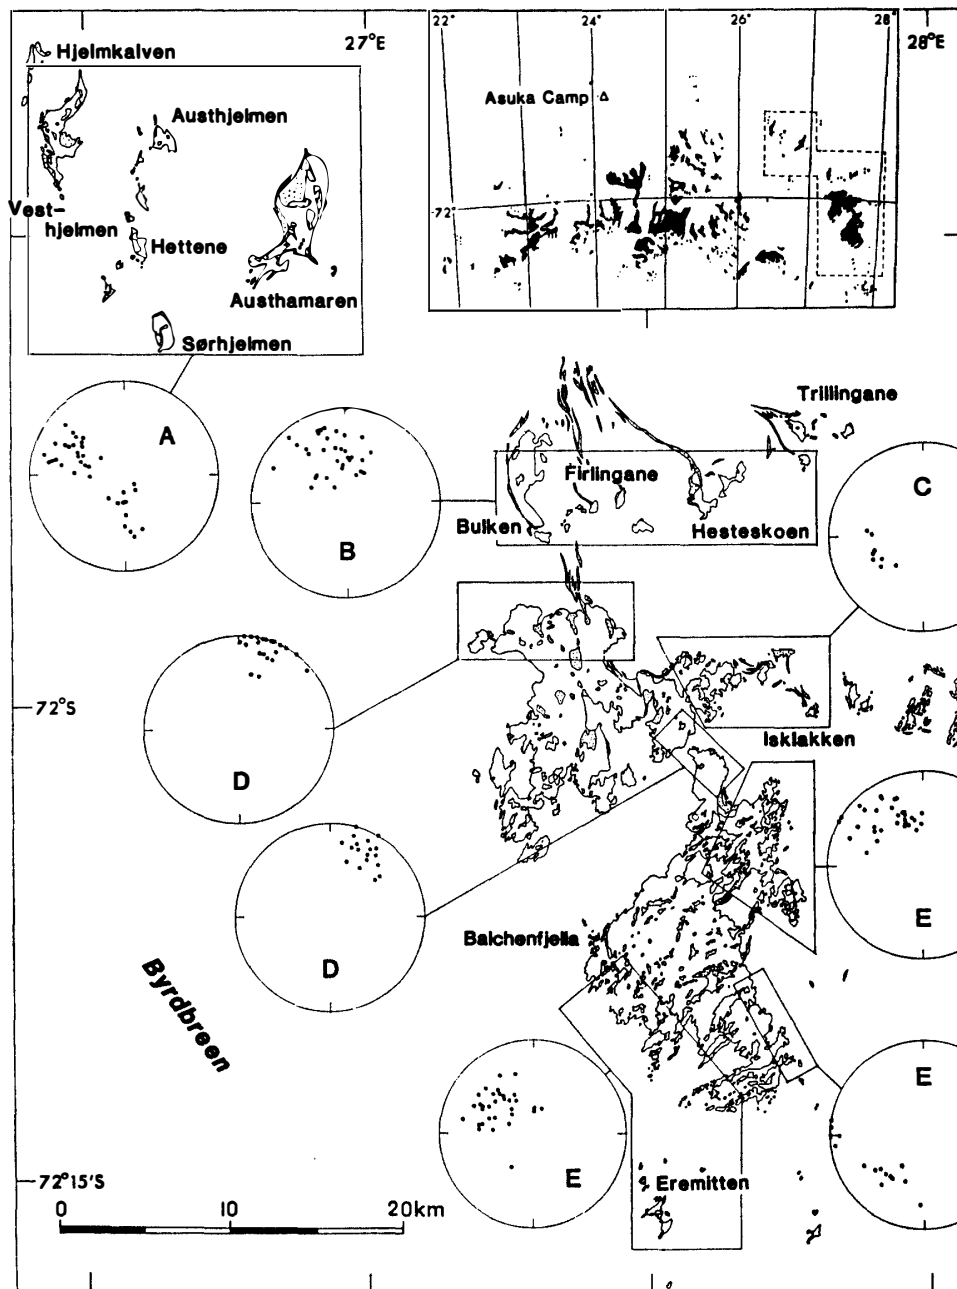 22°
24°
26°
28°
27°E
28°E
Hjelmkalven
Asuka Camp
Austhjelmen
72°
Vest-
hjelmen
Hettene
Austhamaren
Sørhjelmen
Trillingane
A
B
C
Firlingane
Bulken
Hesteskoen
72°S
Isklakken
D
D
E
Balchenfjella
Byrdbreen
E
E
Eremitten
72°15'S
0 10 20km